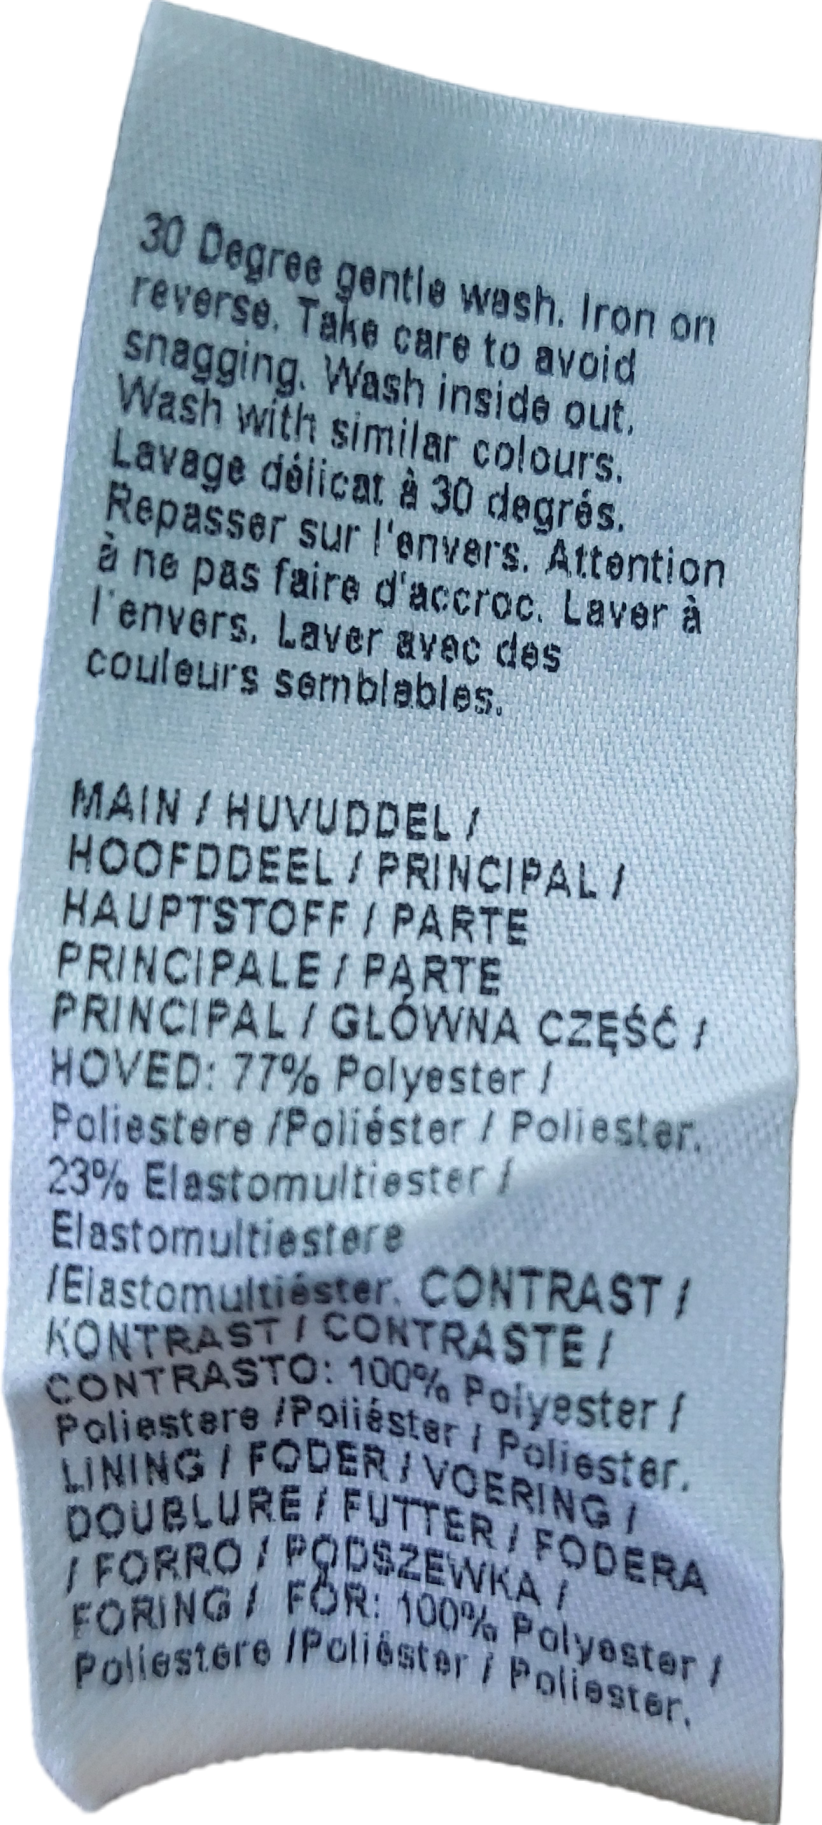 30 Degree gentle wash. Iron on
reverse. Take care to avoid
snagging. Wash inside out.
Wash with similar colours.
Lavage délicat à 30 degrés.
Repasser sur l'envers. Attention
à ne pas faire d'accroc. Laver à
l'envers. Laver avec des
couleurs semblables.
MAIN / HUVUDDEL /
HOOFDDEEL / PRINCIPAL /
HAUPTSTOFF / PARTE
PRINCIPALE / PARTE
PRINCIPAL / GLÓWNA CZĘŚĆ /
HOVED: 77% Polyester /
Poliestere /Poliéster / Poliester.
23% Elastomultiester /
Elastomultiestere
/Elastomultiéster. CONTRAST /
KONTRAST / CONTRASTE /
CONTRASTO: 100% Polyester /
Poliestere /Poliéster / Poliester.
LINING / FODER / VOERING /
DOUBLURE / FUTTER / FODERA
/ FORRO / PODSZEWKA /
FORING / FÓR: 100% Polyester /
Poliestere /Poliéster / Poliester.